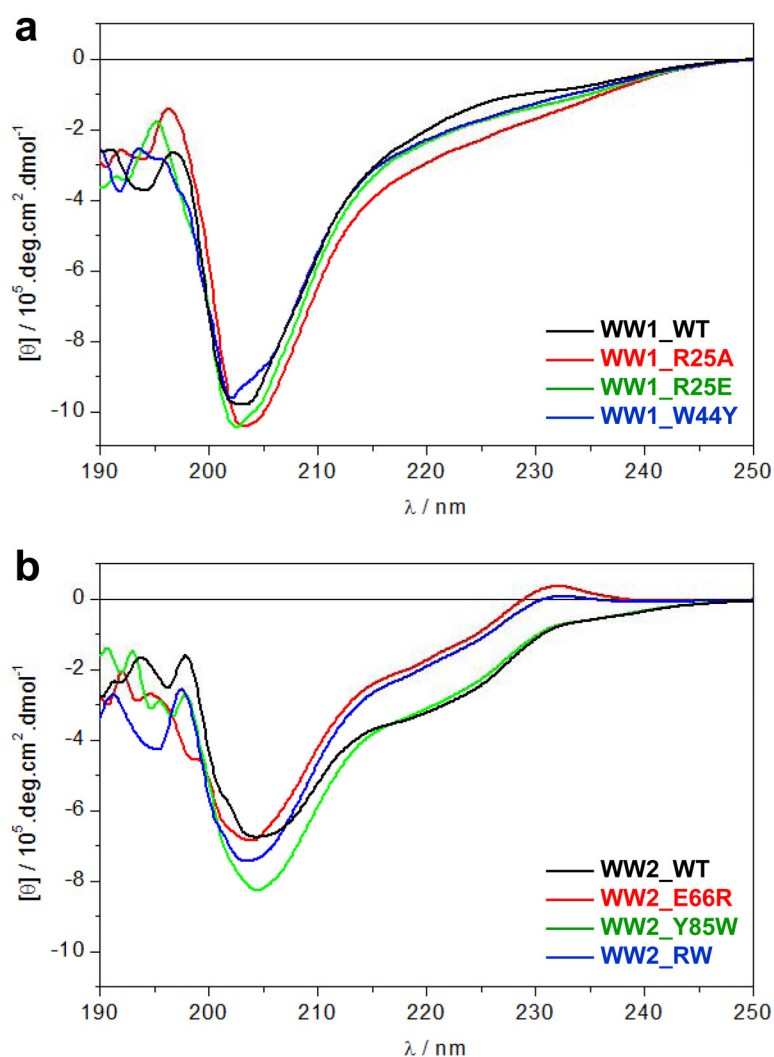 a
0
-2
-4
-6
-8
-10
[θ] / 10⁵.deg.cm².dmol⁻¹
WW1_WT
WW1_R25A
WW1_R25E
WW1_W44Y
190 200 210 220 230 240 250
λ / nm
b
0
-2
-4
-6
-8
-10
[θ] / 10⁵.deg.cm².dmol⁻¹
WW2_WT
WW2_E66R
WW2_Y85W
WW2_RW
190 200 210 220 230 240 250
λ / nm